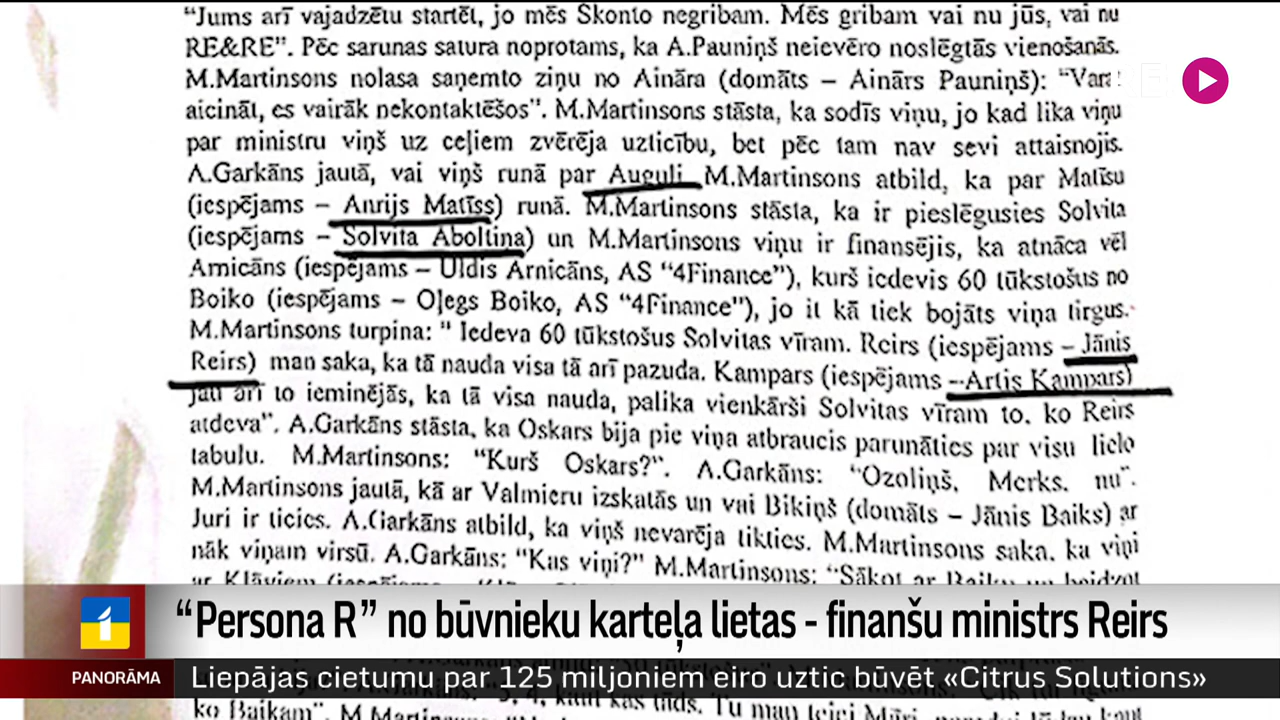 “Jums arī vajadzētu startēt, jo mēs Skonto negribam. Mēs gribam vai nu jūs, vai nu
RE&RE”. Pēc sarunas satura noprotams, ka A.Pauniņš neievēro noslēgtās vienošanās.
M.Martinsons nolasa saņemto ziņu no Aināra (domāts – Ainārs Pauniņš): “Vara
aicināt, es vairāk nekontaktēšos”. M.Martinsons stāsta, ka sodīs viņu, jo kad lika viņu
par ministru viņš uz ceļiem zvērēja uzticību, bet pēc tam nav sevi attaisnojis.
A.Garkāns jautā, vai viņš runā par Auguli. M.Martinsons atbild, ka par Matīsu
(iespējams – Anrijs Matīss) runā. M.Martinsons stāsta, ka ir pieslēgusies Solvita
(iespējams – Solvita Āboltiņa) un M.Martinsons viņu ir finansējis, ka atnāca vēl
Arnicāns (iespējams – Uldis Arnicāns, AS “4Finance”), kurš iedevis 60 tūkstošus no
Boiko (iespējams – Oļegs Boiko, AS “4Finance”), jo it kā tiek bojāts viņa tirgus.
M.Martinsons turpina: “ Iedeva 60 tūkstošus Solvitas vīram. Reirs (iespējams – Jānis
Reirs) man saka, ka tā nauda visa tā arī pazuda. Kampars (iespējams –Artis Kampars)
jau arī to ieminējās, ka tā visa nauda, palika vienkārši Solvitas vīram to, ko Reirs
atdeva”. A.Garkāns stāsta, ka Oskars bija pie viņa atbraucis parunāties par visu lielo
tabulu. M.Martinsons: “Kurš Oskars?”. A.Garkāns: “Ozoliņš, Merks, nu”.
M.Martinsons jautā, kā ar Valmieru izskatās un vai Bikiņš (domāts – Jānis Baiks) ar
Juri ir ticies. A.Garkāns atbild, ka viņš nevarēja tikties. M.Martinsons saka, ka viņi
nāk viņam virsū. A.Garkāns: “Kas viņi?” M.Martinsons: “Sākot ar Baiku un beidzot
ar Klāviem (iespējams –
“Persona R” no būvnieku karteļa lietas - finanšu ministrs Reirs
1
PANORĀMA
Liepājas cietumu par 125 miljoniem eiro uztic būvēt «Citrus Solutions»
ko Baikam”. M.Martinsons: Tu man teici